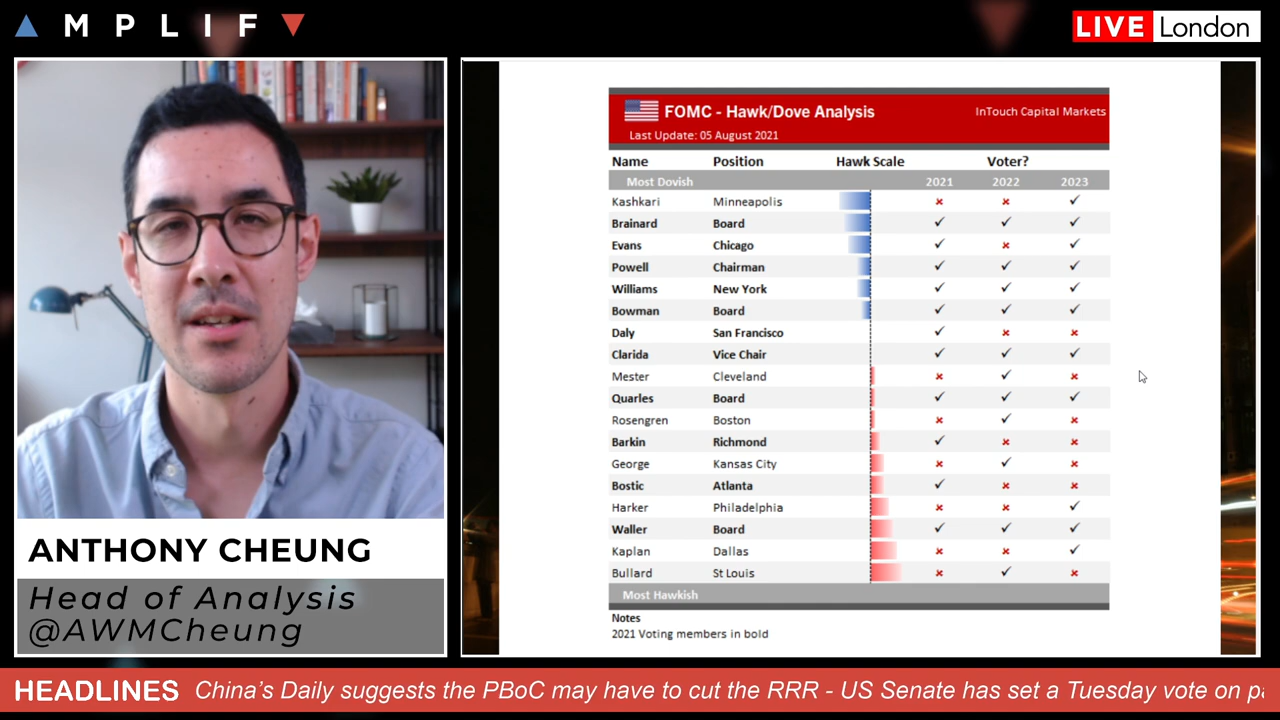 MPLIF
LIVE London
FOMC - Hawk/Dove Analysis InTouch Capital Markets
Last Update: 05 August 2021
Name Position Hawk Scale Voter?
Most Dovish 2021 2022 2023
Kashkari Minneapolis × × ✓
Brainard Board ✓ ✓ ✓
Evans Chicago ✓ × ✓
Powell Chairman ✓ ✓ ✓
Williams New York ✓ ✓ ✓
Bowman Board ✓ ✓ ✓
Daly San Francisco ✓ × ×
Clarida Vice Chair ✓ ✓ ✓
Mester Cleveland × ✓ ×
Quarles Board ✓ ✓ ✓
Rosengren Boston × ✓ ×
Barkin Richmond ✓ × ×
George Kansas City × ✓ ×
Bostic Atlanta ✓ × ×
Harker Philadelphia × × ✓
Waller Board ✓ ✓ ✓
Kaplan Dallas × × ✓
Bullard St Louis × ✓ ×
Most Hawkish
Notes
2021 Voting members in bold
ANTHONY CHEUNG
Head of Analysis
@AWMCheung
HEADLINES China's Daily suggests the PBoC may have to cut the RRR - US Senate has set a Tuesday vote on